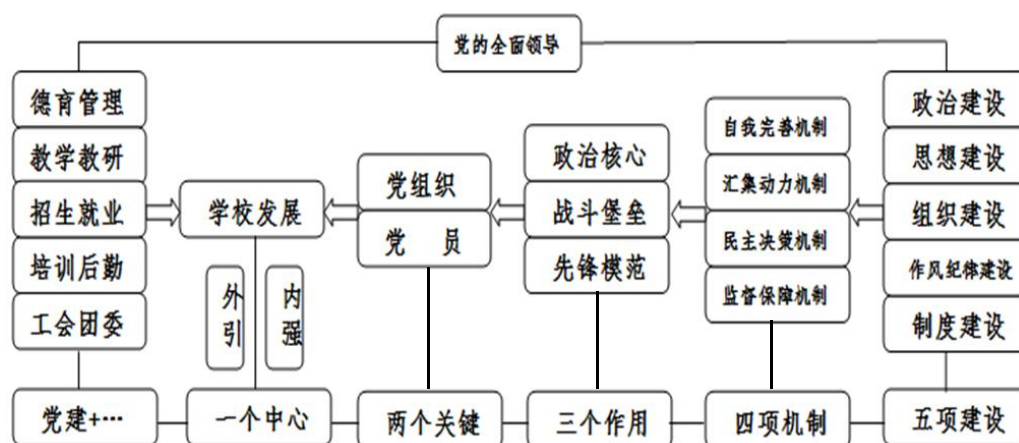 党的全面领导
德育管理
教学教研
招生就业
培训后勤
工会团委
学校发展
外引
内强
党组织
党 员
政治核心
战斗堡垒
先锋模范
自我完善机制
汇集动力机制
民主决策机制
监督保障机制
政治建设
思想建设
组织建设
作风纪律建设
制度建设
党建+…
一个中心
两个关键
三个作用
四项机制
五项建设